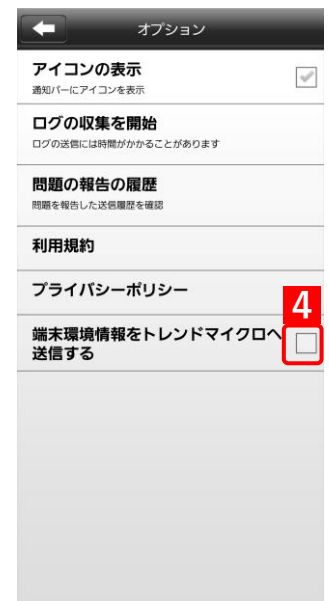 オプション
アイコンの表示
通知バーにアイコンを表示
ログの収集を開始
ログの送信には時間がかかることがあります
問題の報告の履歴
問題を報告した送信履歴を確認
利用規約
プライバシーポリシー
4
端末環境情報をトレンドマイクロへ
送信する